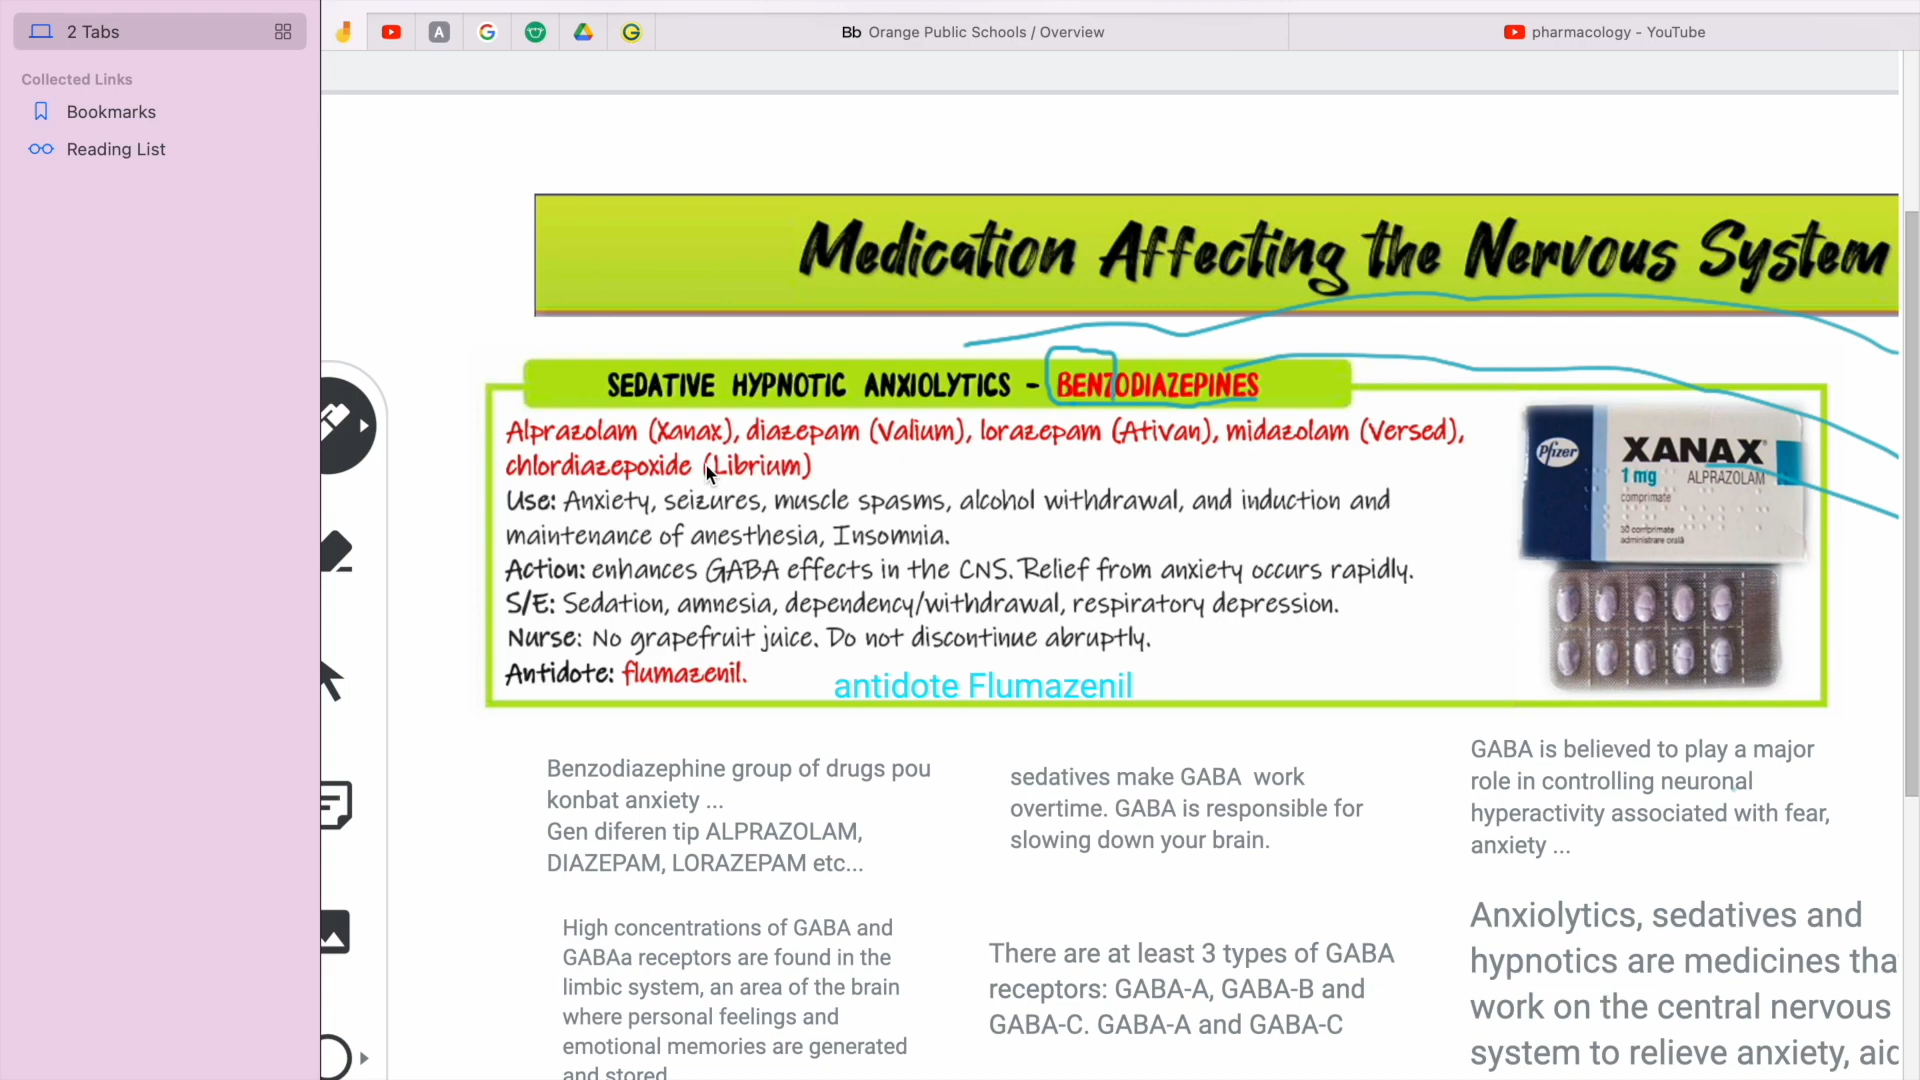 2 Tabs
Collected Links
Bookmarks
Reading List
A
G
G
Bb Orange Public Schools / Overview
pharmacology - YouTube
Medication Affecting the Nervous System
SEDATIVE HYPNOTIC ANXIOLYTICS - BENZODIAZEPINES
Alprazolam (Xanax), diazepam (Valium), lorazepam (Ativan), midazolam (Versed),
chlordiazepoxide (Librium)
Use: Anxiety, seizures, muscle spasms, alcohol withdrawal, and induction and
maintenance of anesthesia, Insomnia.
Action: enhances GABA effects in the CNS. Relief from anxiety occurs rapidly.
S/E: Sedation, amnesia, dependency/withdrawal, respiratory depression.
Nurse: No grapefruit juice. Do not discontinue abruptly.
Antidote: flumazenil.
antidote Flumazenil
Pfizer
XANAX®
1 mg
ALPRAZOLAM
comprimate
30 comprimate
administrare orală
Benzodiazephine group of drugs pou
konbat anxiety ...
Gen diferen tip ALPRAZOLAM,
DIAZEPAM, LORAZEPAM etc...
sedatives make GABA work
overtime. GABA is responsible for
slowing down your brain.
GABA is believed to play a major
role in controlling neuronal
hyperactivity associated with fear,
anxiety ...
High concentrations of GABA and
GABAa receptors are found in the
limbic system, an area of the brain
where personal feelings and
emotional memories are generated
and stored
There are at least 3 types of GABA
receptors: GABA-A, GABA-B and
GABA-C. GABA-A and GABA-C
Anxiolytics, sedatives and
hypnotics are medicines tha
work on the central nervous
system to relieve anxiety, aid